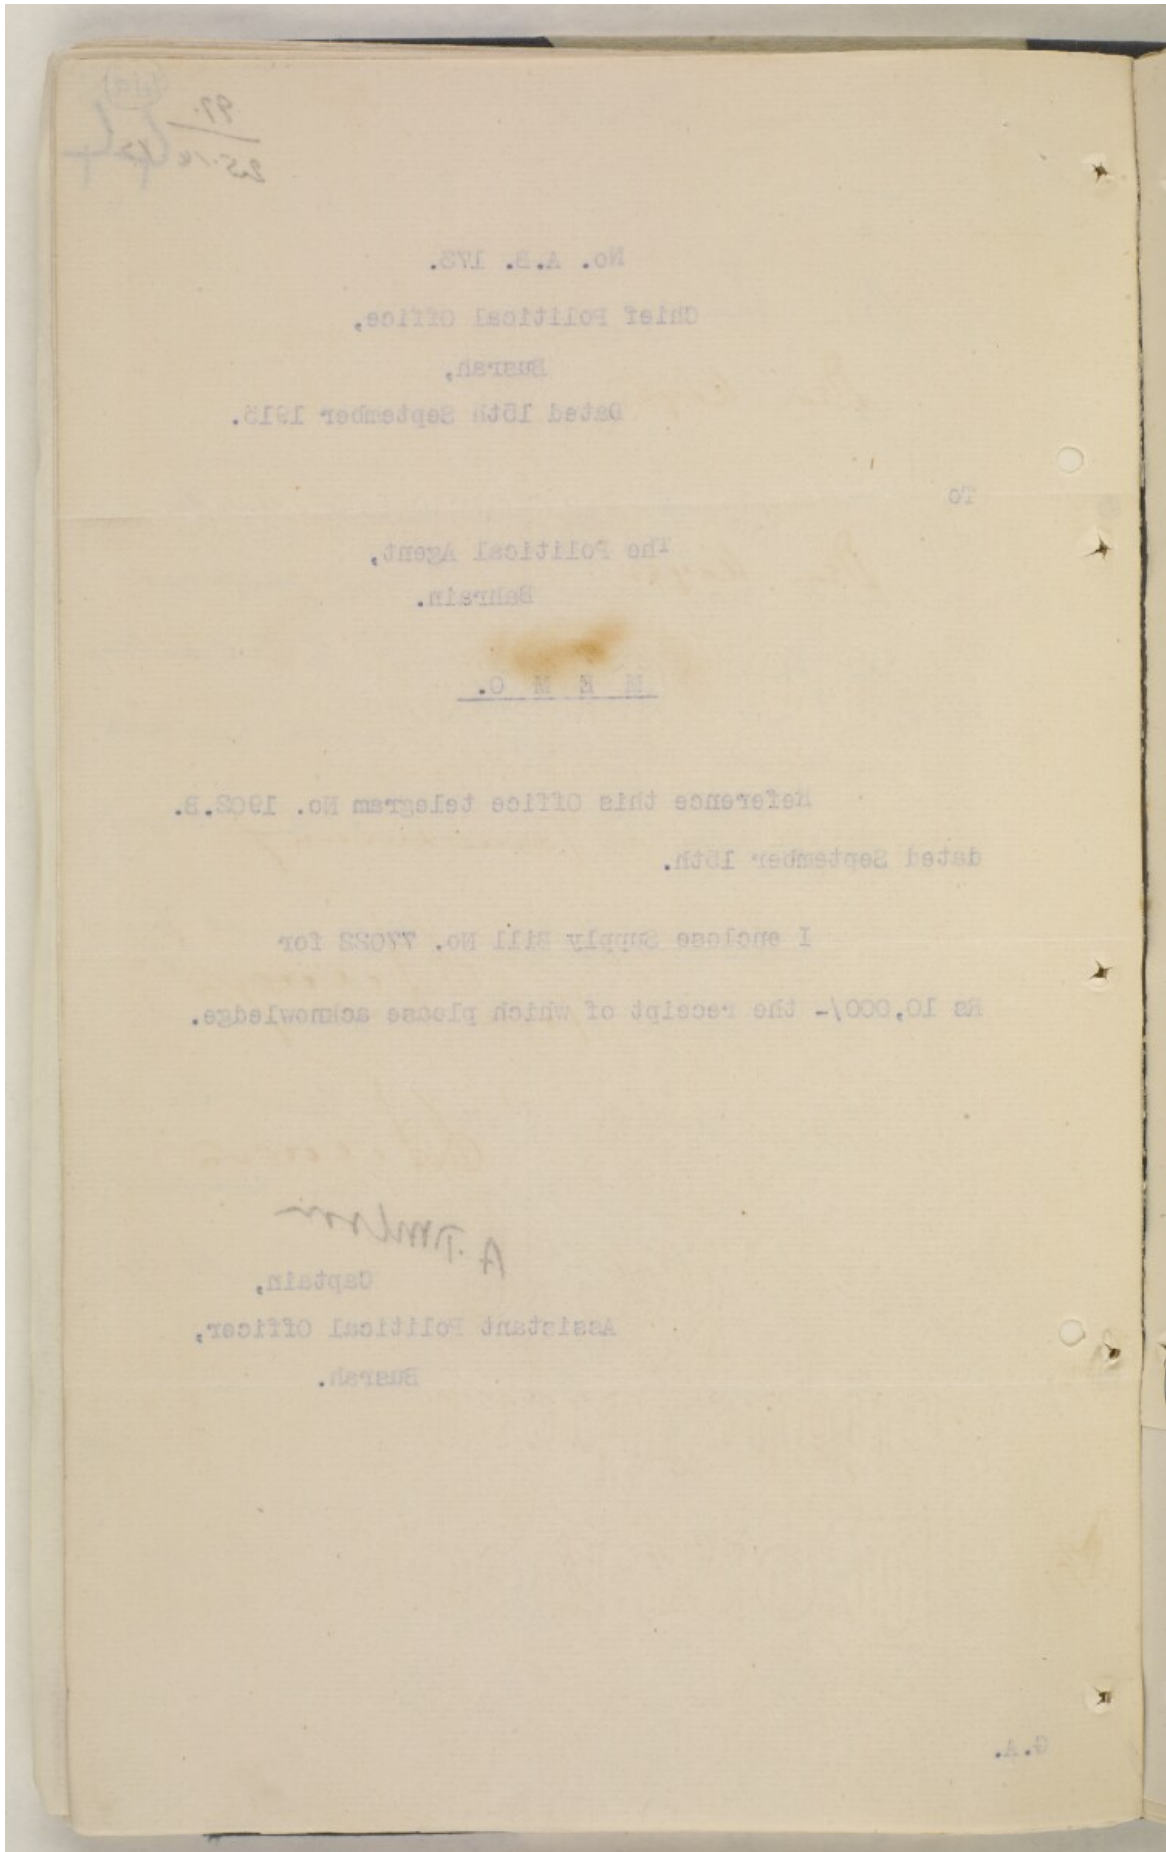 97.
No. A.B. 173.
Chief Political Office,
Busrah,
Dated 15th September 1915.
To
The Political Agent,
Bahrain.
M E M O.
Reference this Office telegram No. 1902.B.
dated September 15th.
I enclose Supply Bill No. 77022 for
Rs 10,000/- the receipt of which please acknowledge.
Captain,
Assistant Political Officer,
Busrah.
G.A.